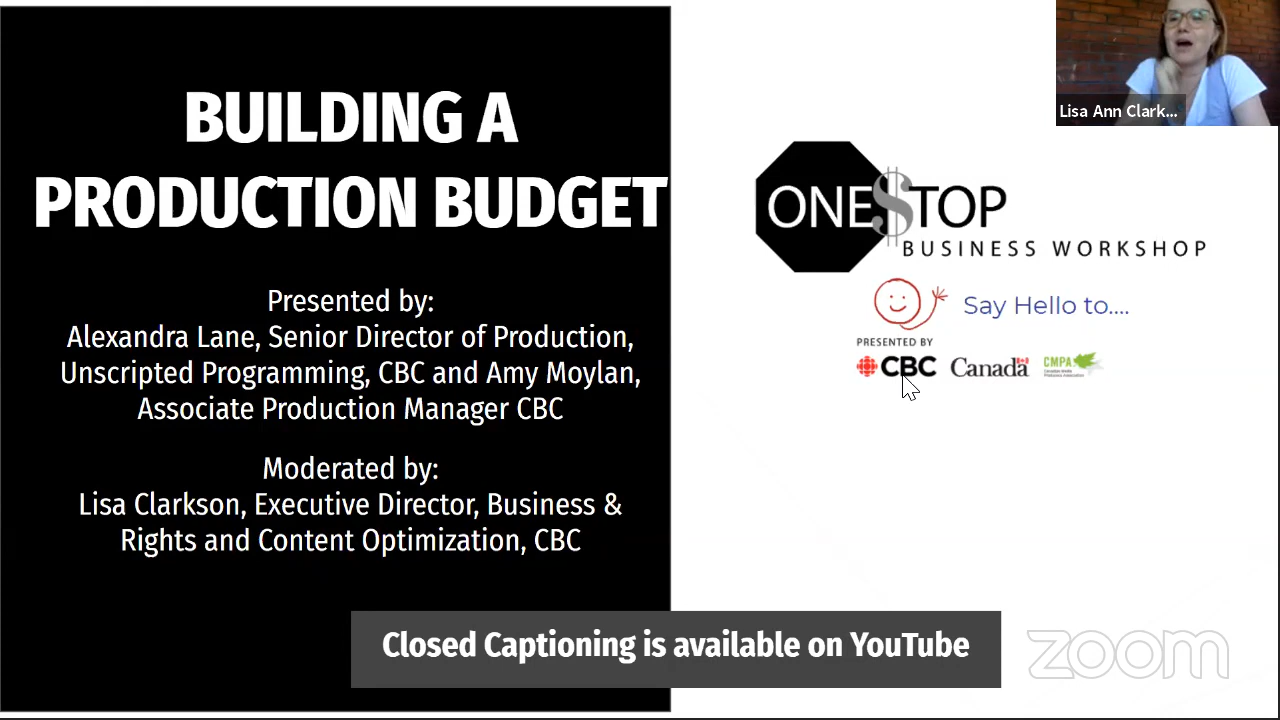 BUILDING A
PRODUCTION BUDGET
Presented by:
Alexandra Lane, Senior Director of Production,
Unscripted Programming, CBC and Amy Moylan,
Associate Production Manager CBC
Moderated by:
Lisa Clarkson, Executive Director, Business &
Rights and Content Optimization, CBC
Lisa Ann Clark...
ONE$TOP
BUSINESS WORKSHOP
Say Hello to....
PRESENTED BY
CBC Canada CMPA
Closed Captioning is available on YouTube
zoom